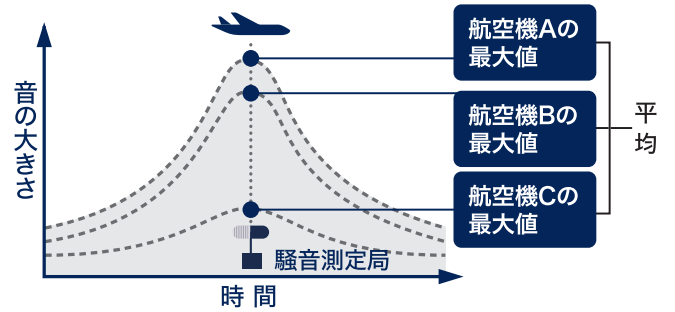 音の大きさ
航空機Aの
最大値
航空機Bの
最大値
航空機Cの
最大値
平均
騒音測定局
時間